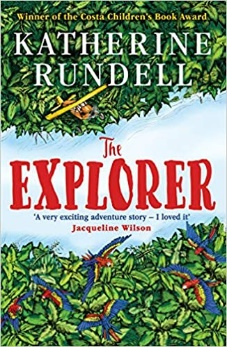 Winner of the Costa Children's Book Award
KATHERINE
RUNDELL
The
EXPLORER
'A very exciting adventure story – I loved it'
Jacqueline Wilson